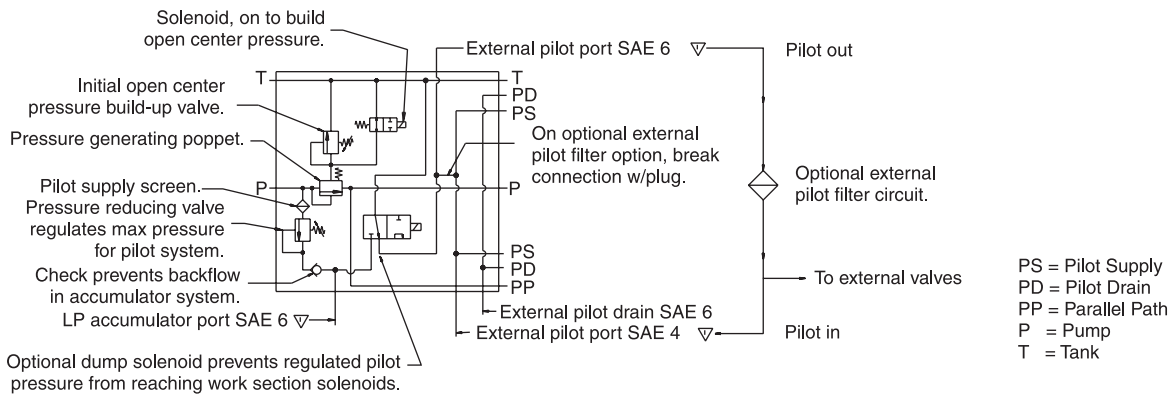 Solenoid, on to build
open center pressure.
External pilot port SAE 6
Pilot out
Initial open center
pressure build-up valve.
T
T
PD
PS
Pressure generating poppet.
On optional external
pilot filter option, break
connection w/plug.
Pilot supply screen.
P
P
Optional external
pilot filter circuit.
Pressure reducing valve
regulates max pressure
for pilot system.
Check prevents backflow
in accumulator system.
PS
PD
PP
To external valves
LP accumulator port SAE 6
External pilot drain SAE 6
External pilot port SAE 4
Pilot in
Optional dump solenoid prevents regulated pilot
pressure from reaching work section solenoids.
PS = Pilot Supply
PD = Pilot Drain
PP = Parallel Path
P = Pump
T = Tank